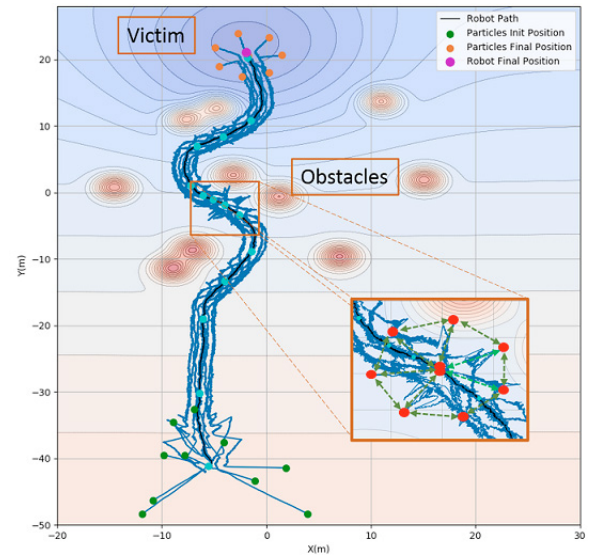 Victim
Robot Path
Particles Init Position
Particles Final Position
Robot Final Position
Obstacles
20
10
0
−10
−20
−30
−40
−50
Y(m)
−20
−10
0
10
20
30
X(m)